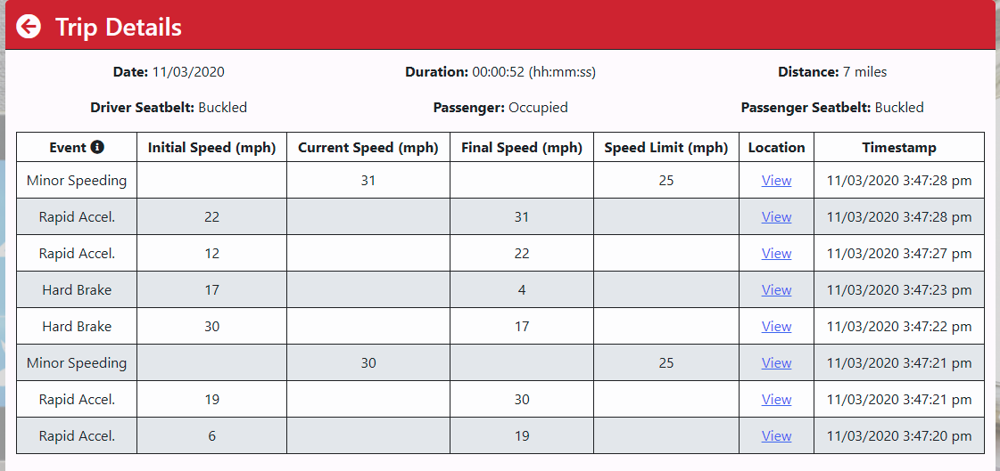 Trip Details
Date: 11/03/2020 Duration: 00:00:52 (hh:mm:ss) Distance: 7 miles
Driver Seatbelt: Buckled Passenger: Occupied Passenger Seatbelt: Buckled
Event Initial Speed (mph) Current Speed (mph) Final Speed (mph) Speed Limit (mph) Location Timestamp
Minor Speeding 31 25 View 11/03/2020 3:47:28 pm
Rapid Accel. 22 31 View 11/03/2020 3:47:28 pm
Rapid Accel. 12 22 View 11/03/2020 3:47:27 pm
Hard Brake 17 4 View 11/03/2020 3:47:23 pm
Hard Brake 30 17 View 11/03/2020 3:47:22 pm
Minor Speeding 30 25 View 11/03/2020 3:47:21 pm
Rapid Accel. 19 30 View 11/03/2020 3:47:21 pm
Rapid Accel. 6 19 View 11/03/2020 3:47:20 pm